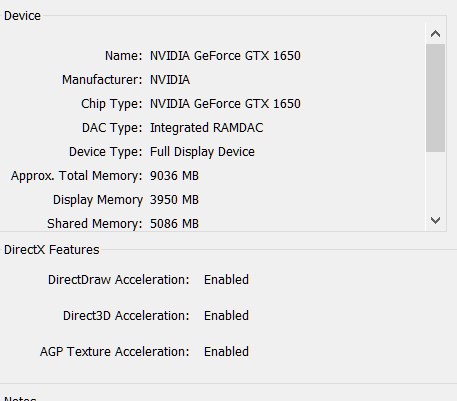 Device
Name: NVIDIA GeForce GTX 1650
Manufacturer: NVIDIA
Chip Type: NVIDIA GeForce GTX 1650
DAC Type: Integrated RAMDAC
Device Type: Full Display Device
Approx. Total Memory: 9036 MB
Display Memory 3950 MB
Shared Memory: 5086 MB
DirectX Features
DirectDraw Acceleration: Enabled
Direct3D Acceleration: Enabled
AGP Texture Acceleration: Enabled
Notes